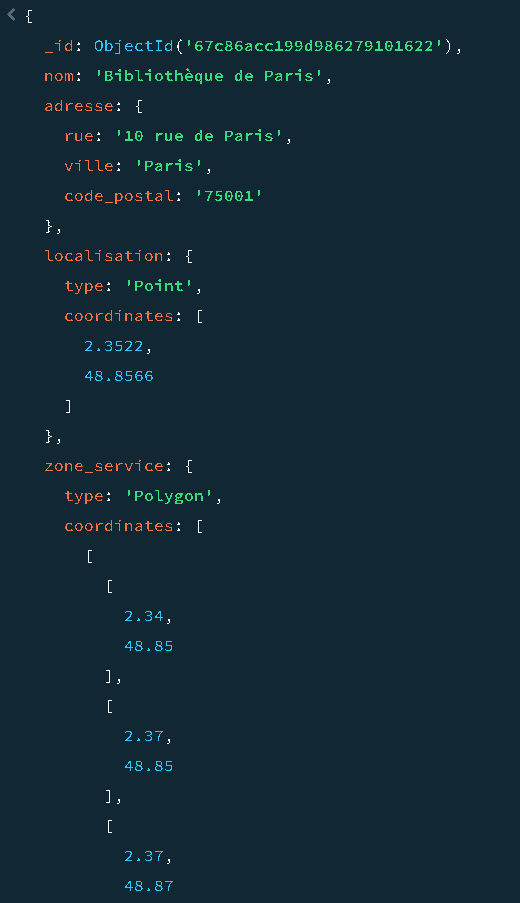 {
_id: ObjectId('67c86acc199d986279101622'),
nom: 'Bibliothèque de Paris',
adresse: {
rue: '10 rue de Paris',
ville: 'Paris',
code_postal: '75001'
},
localisation: {
type: 'Point',
coordinates: [
2.3522,
48.8566
]
},
zone_service: {
type: 'Polygon',
coordinates: [
[
[
2.34,
48.85
],
[
2.37,
48.85
],
[
2.37,
48.87